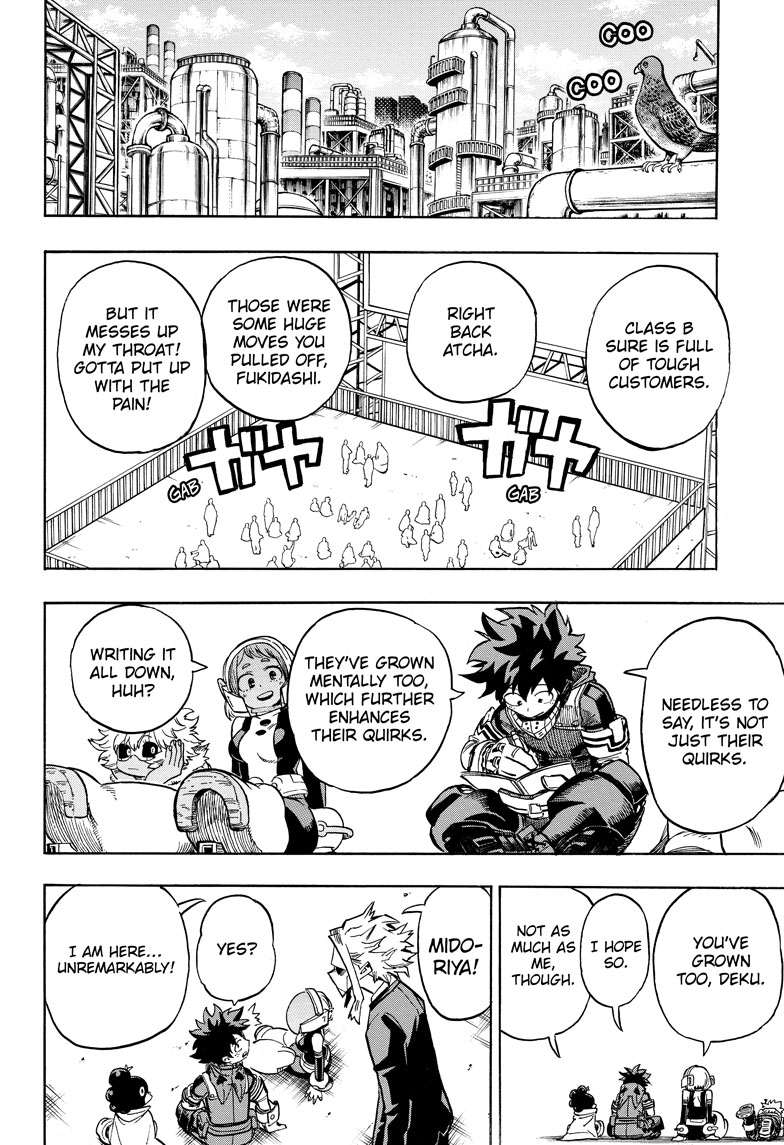 COO
COO
CLASS B
SURE IS FULL
OF TOUGH
CUSTOMERS.
RIGHT
BACK
ATCHA.
THOSE WERE
SOME HUGE
MOVES YOU
PULLED OFF,
FUKIDASHI.
BUT IT
MESSES UP
MY THROAT!
GOTTA PUT UP
WITH THE
PAIN!
ガヤ
GAB
ガヤ
GAB
NEEDLESS TO
SAY, IT'S NOT
JUST THEIR
QUIRKS.
THEY'VE GROWN
MENTALLY TOO,
WHICH FURTHER
ENHANCES
THEIR QUIRKS.
WRITING IT
ALL DOWN,
HUH?
YOU'VE
GROWN
TOO, DEKU.
I HOPE
SO.
NOT AS
MUCH AS
ME,
THOUGH.
MIDO-
RIYA!
YES?
I AM HERE...
UNREMARKABLY!